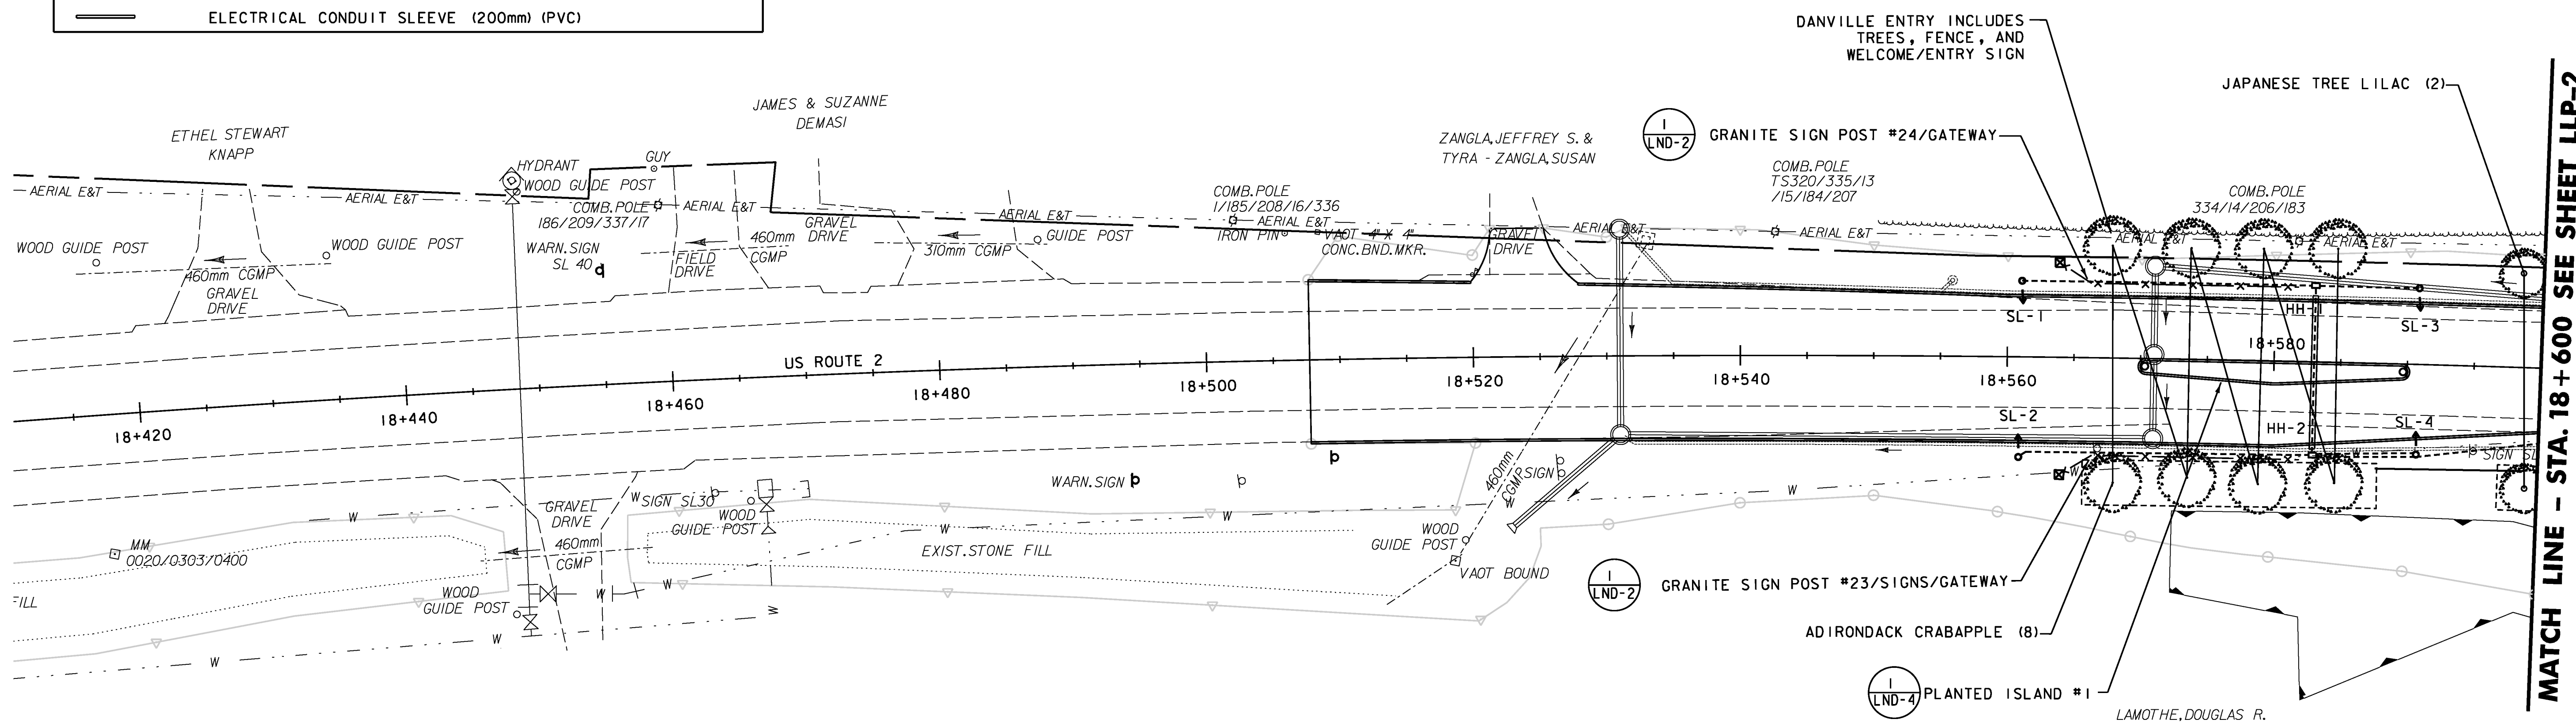 ELECTRICAL CONDUIT SLEEVE (200mm) (PVC)
DANVILLE ENTRY INCLUDES
TREES, FENCE, AND
WELCOME/ENTRY SIGN
JAPANESE TREE LILAC (2)
MATCH LINE - STA. 18+600 SEE SHEET LLP-2
ETHEL STEWART
KNAPP
JAMES & SUZANNE
DEMASI
ZANGLA, JEFFREY S. &
TYRA - ZANGLA, SUSAN
1
LND-2
GRANITE SIGN POST #24/GATEWAY
COMB. POLE
TS320/335/13
/15/184/207
COMB. POLE
334/14/206/183
HYDRANT
WOOD GUIDE POST
GUY
COMB. POLE
186/209/337/17
COMB. POLE
1/185/208/16/336
AERIAL E&T
AERIAL E&T
AERIAL E&T
AERIAL E&T
AERIAL E&T
AERIAL E&T
AERIAL E&T
AERIAL E&T
AERIAL E&T
AERIAL E&T
WOOD GUIDE POST
WOOD GUIDE POST
460mm CGMP
GRAVEL
DRIVE
WARN. SIGN
SL 40
FIELD
DRIVE
460mm
CGMP
GRAVEL
DRIVE
310mm CGMP
GUIDE POST
IRON PIN
VAOT 4" X 4"
CONC. BND. MKR.
GRAVEL
DRIVE
SL-1
HH-1
SL-3
US ROUTE 2
18+420
18+440
18+460
18+480
18+500
18+520
18+540
18+560
18+580
SL-2
HH-2
SL-4
SIGN SL
W
W
WARN. SIGN
460mm
CGMP
SIGN
W
W
W
SIGN SL30
WOOD
GUIDE POST
GRAVEL
DRIVE
W
W
W
W
MM
0020/0303/0400
460mm
CGMP
EXIST. STONE FILL
WOOD
GUIDE POST
VAOT BOUND
W
W
W
FILL
WOOD
GUIDE POST
W
W
W
1
LND-2
GRANITE SIGN POST #23/SIGNS/GATEWAY
ADIRONDACK CRABAPPLE (8)
1
LND-4
PLANTED ISLAND #1
LAMOTHE, DOUGLAS R.